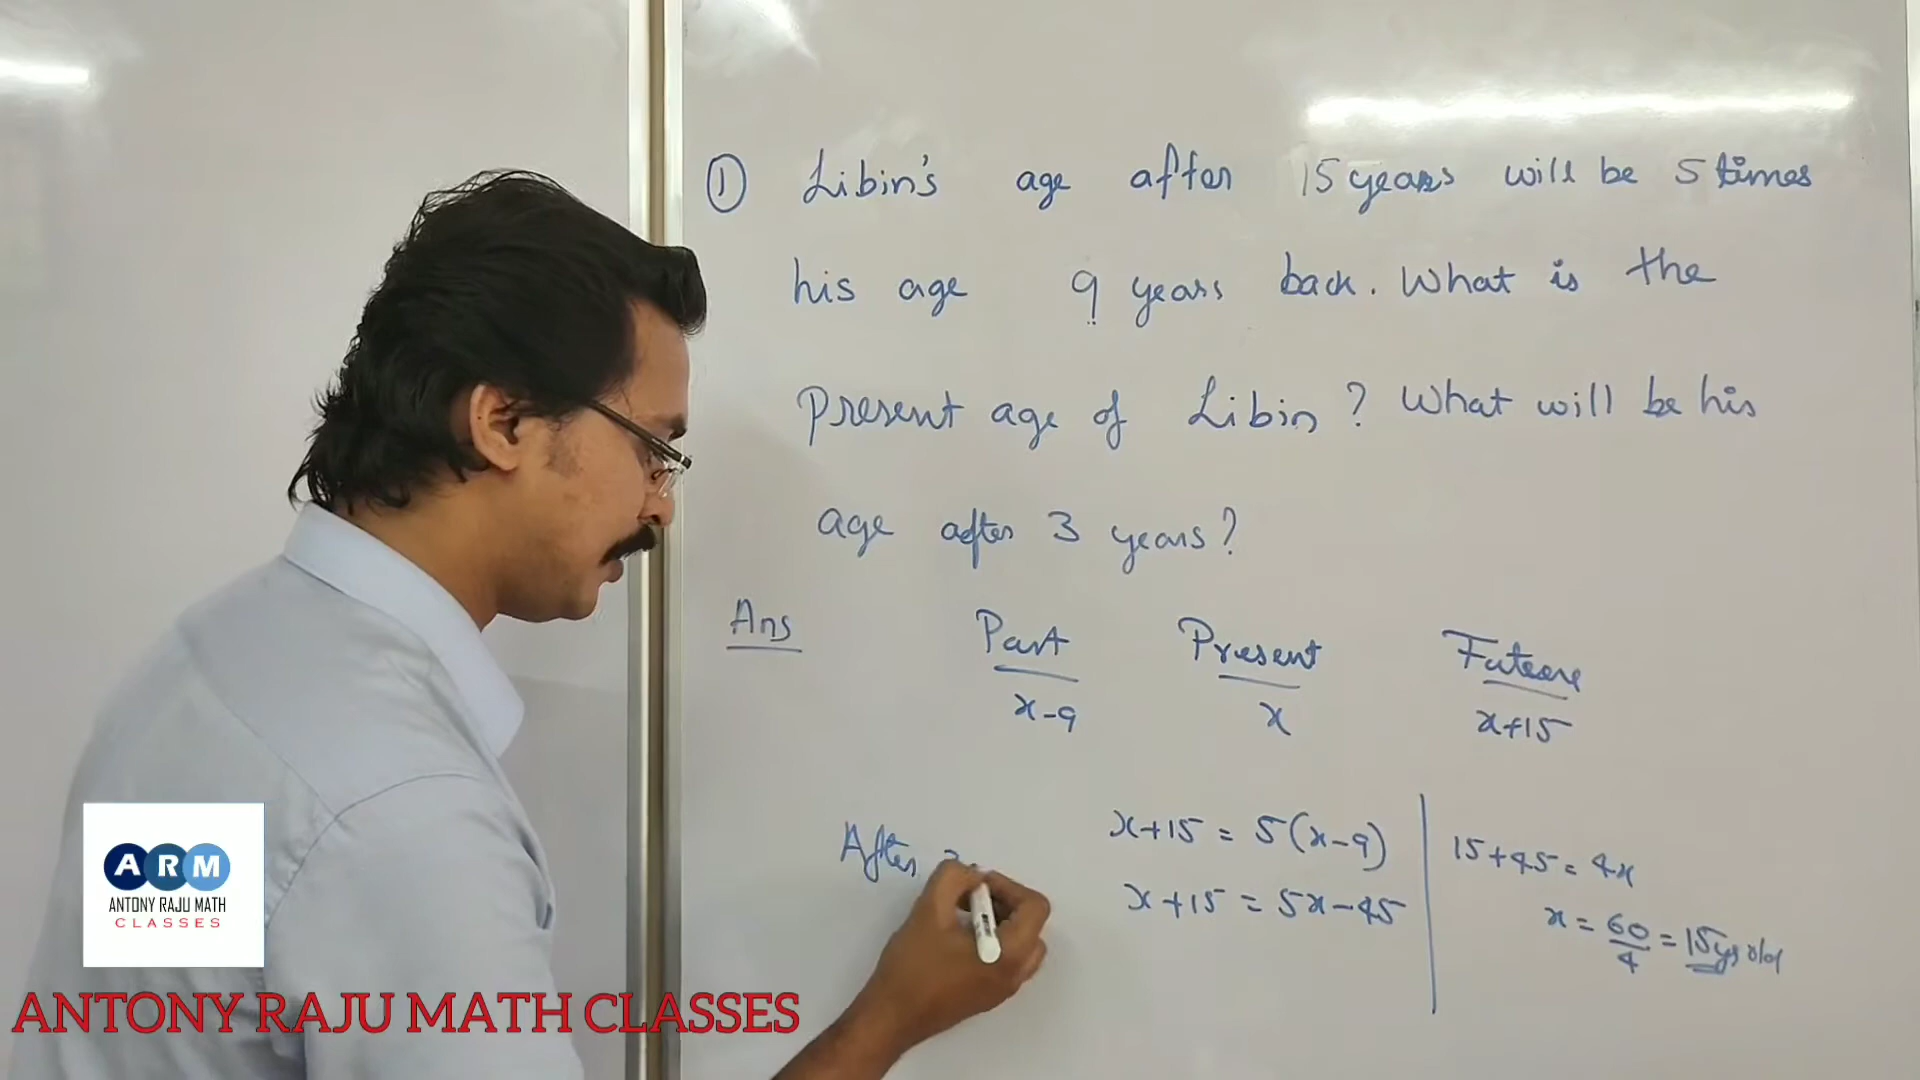 ① Libin's age after 15 years will be 5 times
his age 9 years back. What is the
Present age of Libin? What will be his
age after 3 years?
Ans Past Present Future
x-9 x x+15
After
x+15 = 5(x-9)
x+15 = 5x-45
15+45 = 4x
x = 60/4 = 15 yrs old
ARM
ANTONY RAJU MATH
CLASSES
ANTONY RAJU MATH CLASSES